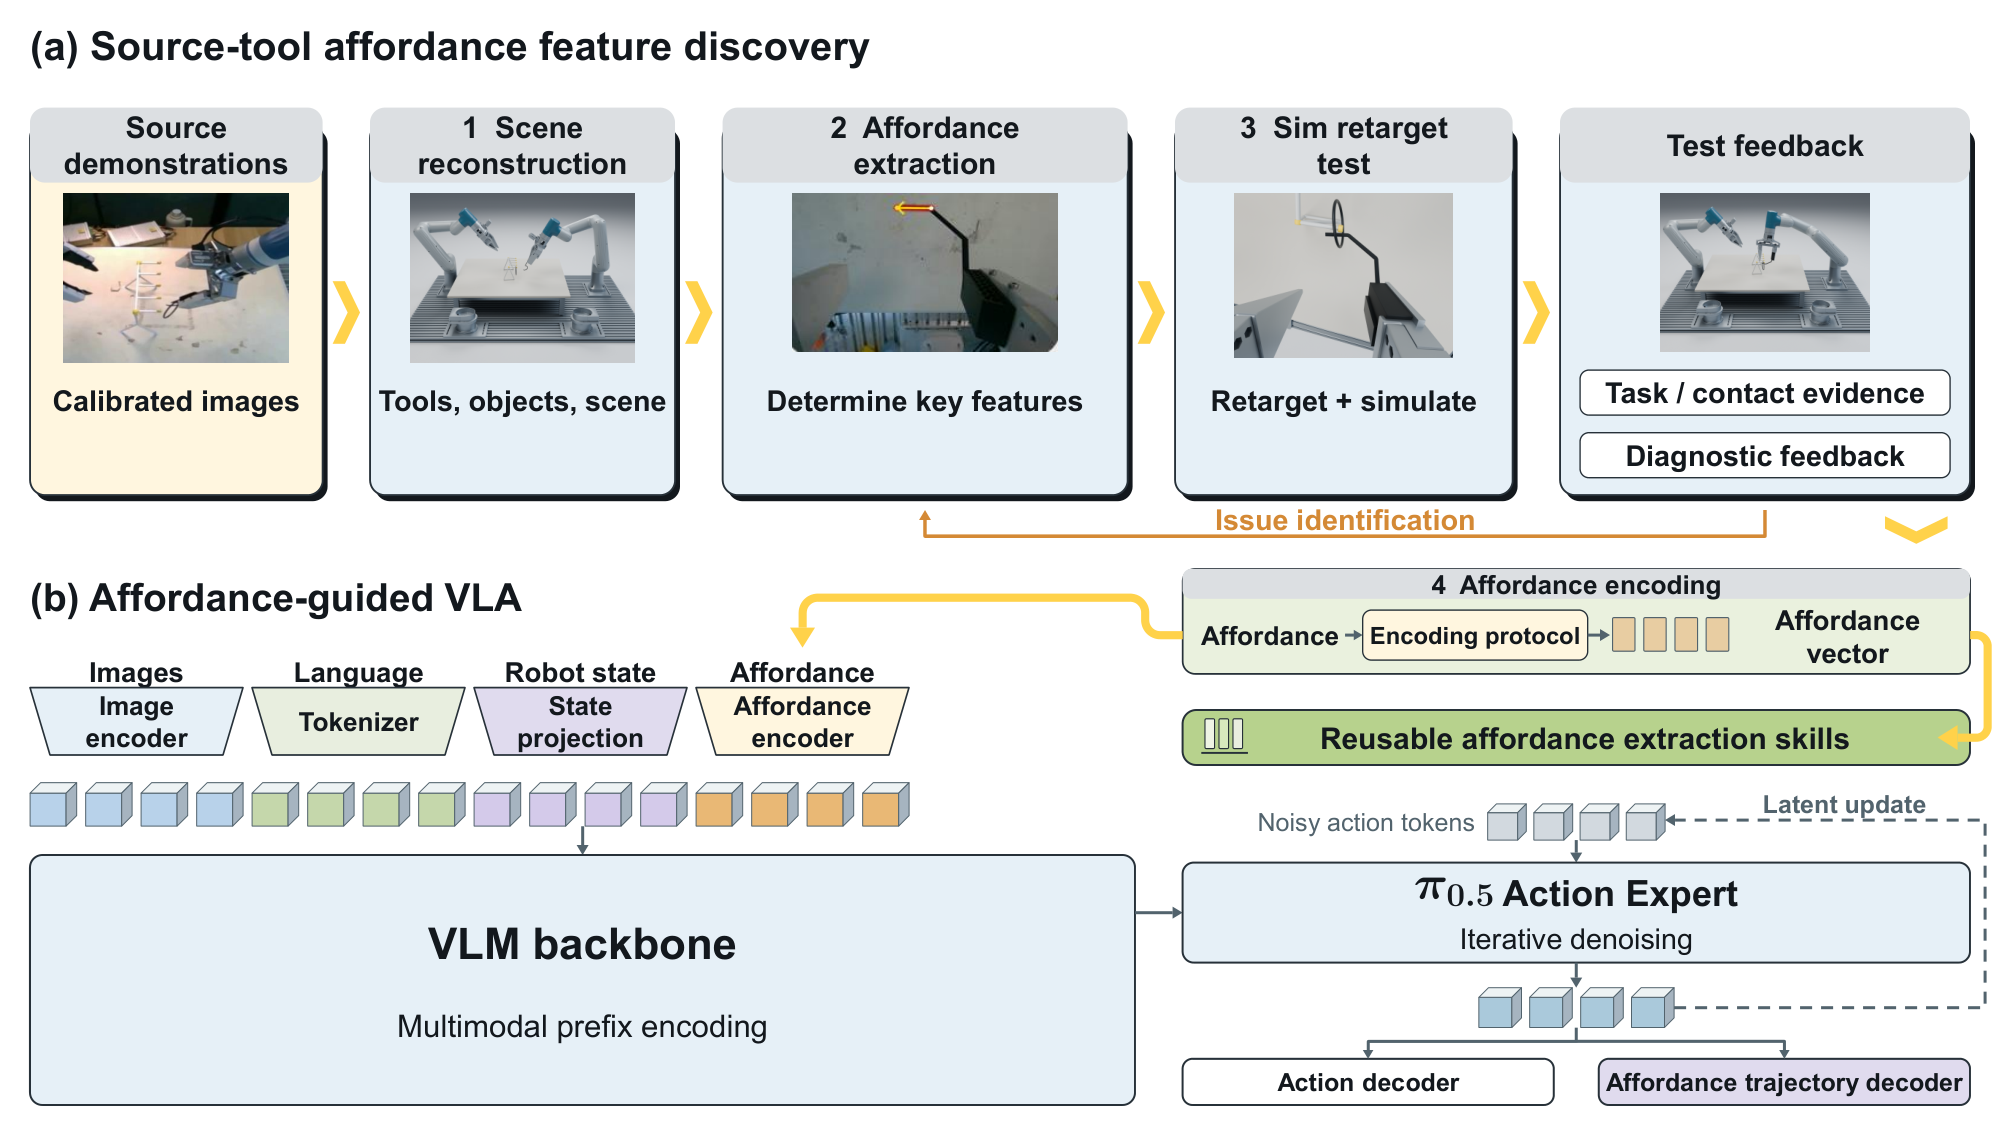 (a) Source-tool affordance feature discovery
Source
demonstrations
Calibrated images
1 Scene
reconstruction
Tools, objects, scene
2 Affordance
extraction
Determine key features
3 Sim retarget
test
Retarget + simulate
Test feedback
Task / contact evidence
Diagnostic feedback
Issue identification
(b) Affordance-guided VLA
4 Affordance encoding
Affordance
Encoding protocol
Affordance
vector
Reusable affordance extraction skills
Images
Image
encoder
Language
Tokenizer
Robot state
State
projection
Affordance
Affordance
encoder
VLM backbone
Multimodal prefix encoding
Noisy action tokens
Latent update
π0.5 Action Expert
Iterative denoising
Action decoder
Affordance trajectory decoder